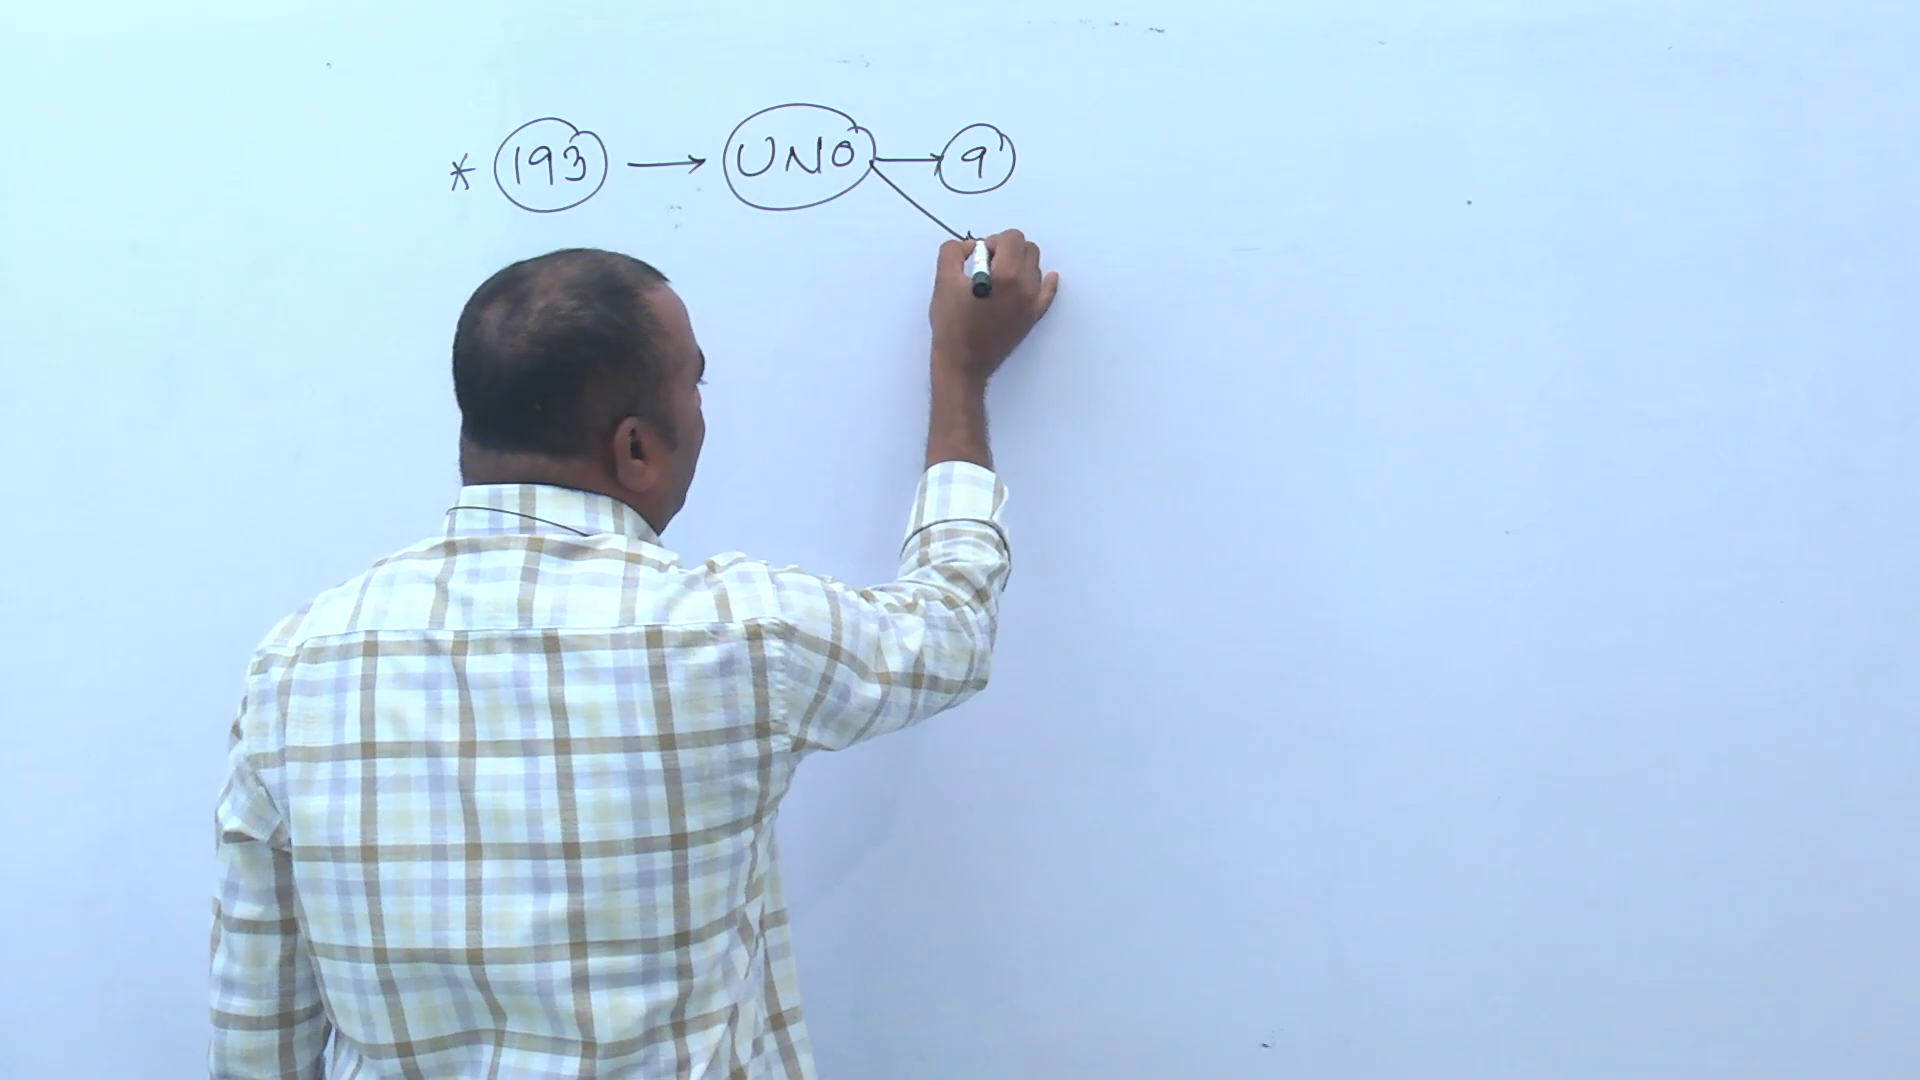 * 193 → UNO → 9